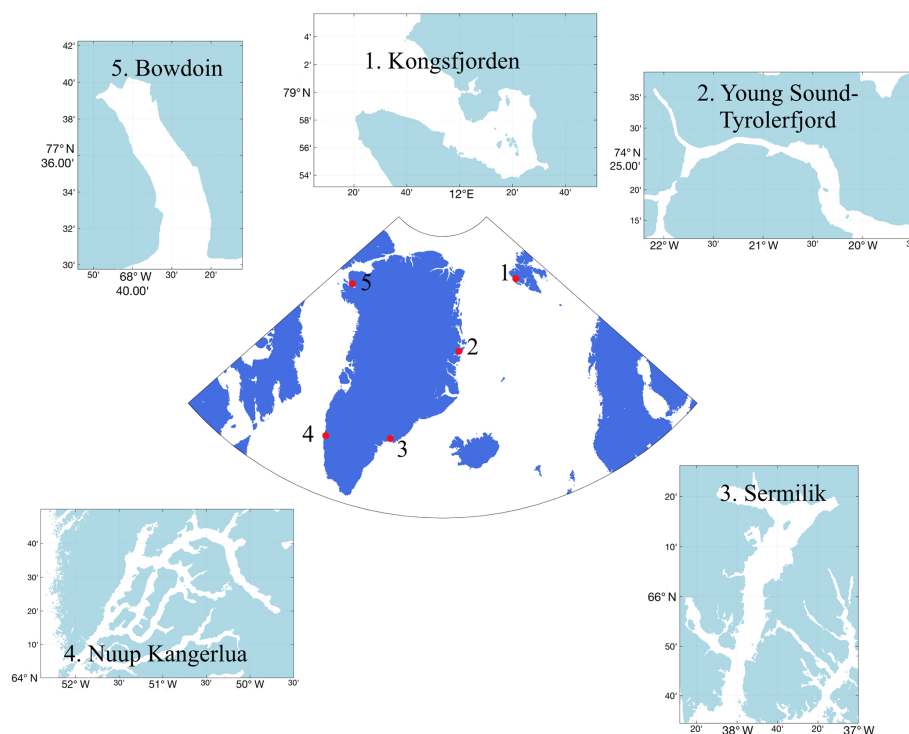 5. Bowdoin
42'
40'
38'
77° N
36.00'
34'
32'
30'
50'
68° W
40.00'
30'
20'
1. Kongsfjorden
4'
2'
79° N
58'
56'
54'
20'
40'
12°E
20'
40'
2. Young Sound-
Tyrolerfjord
35'
30'
74° N
25.00'
20'
15'
22° W
30'
21° W
30'
20° W
1
5
2
4
3
4. Nuup Kangerlua
40'
30'
20'
10'
64° N
52° W
30'
51° W
30'
50° W
30'
3. Sermilik
20'
10'
66° N
50'
40'
20'
38° W
40'
20'
37° W